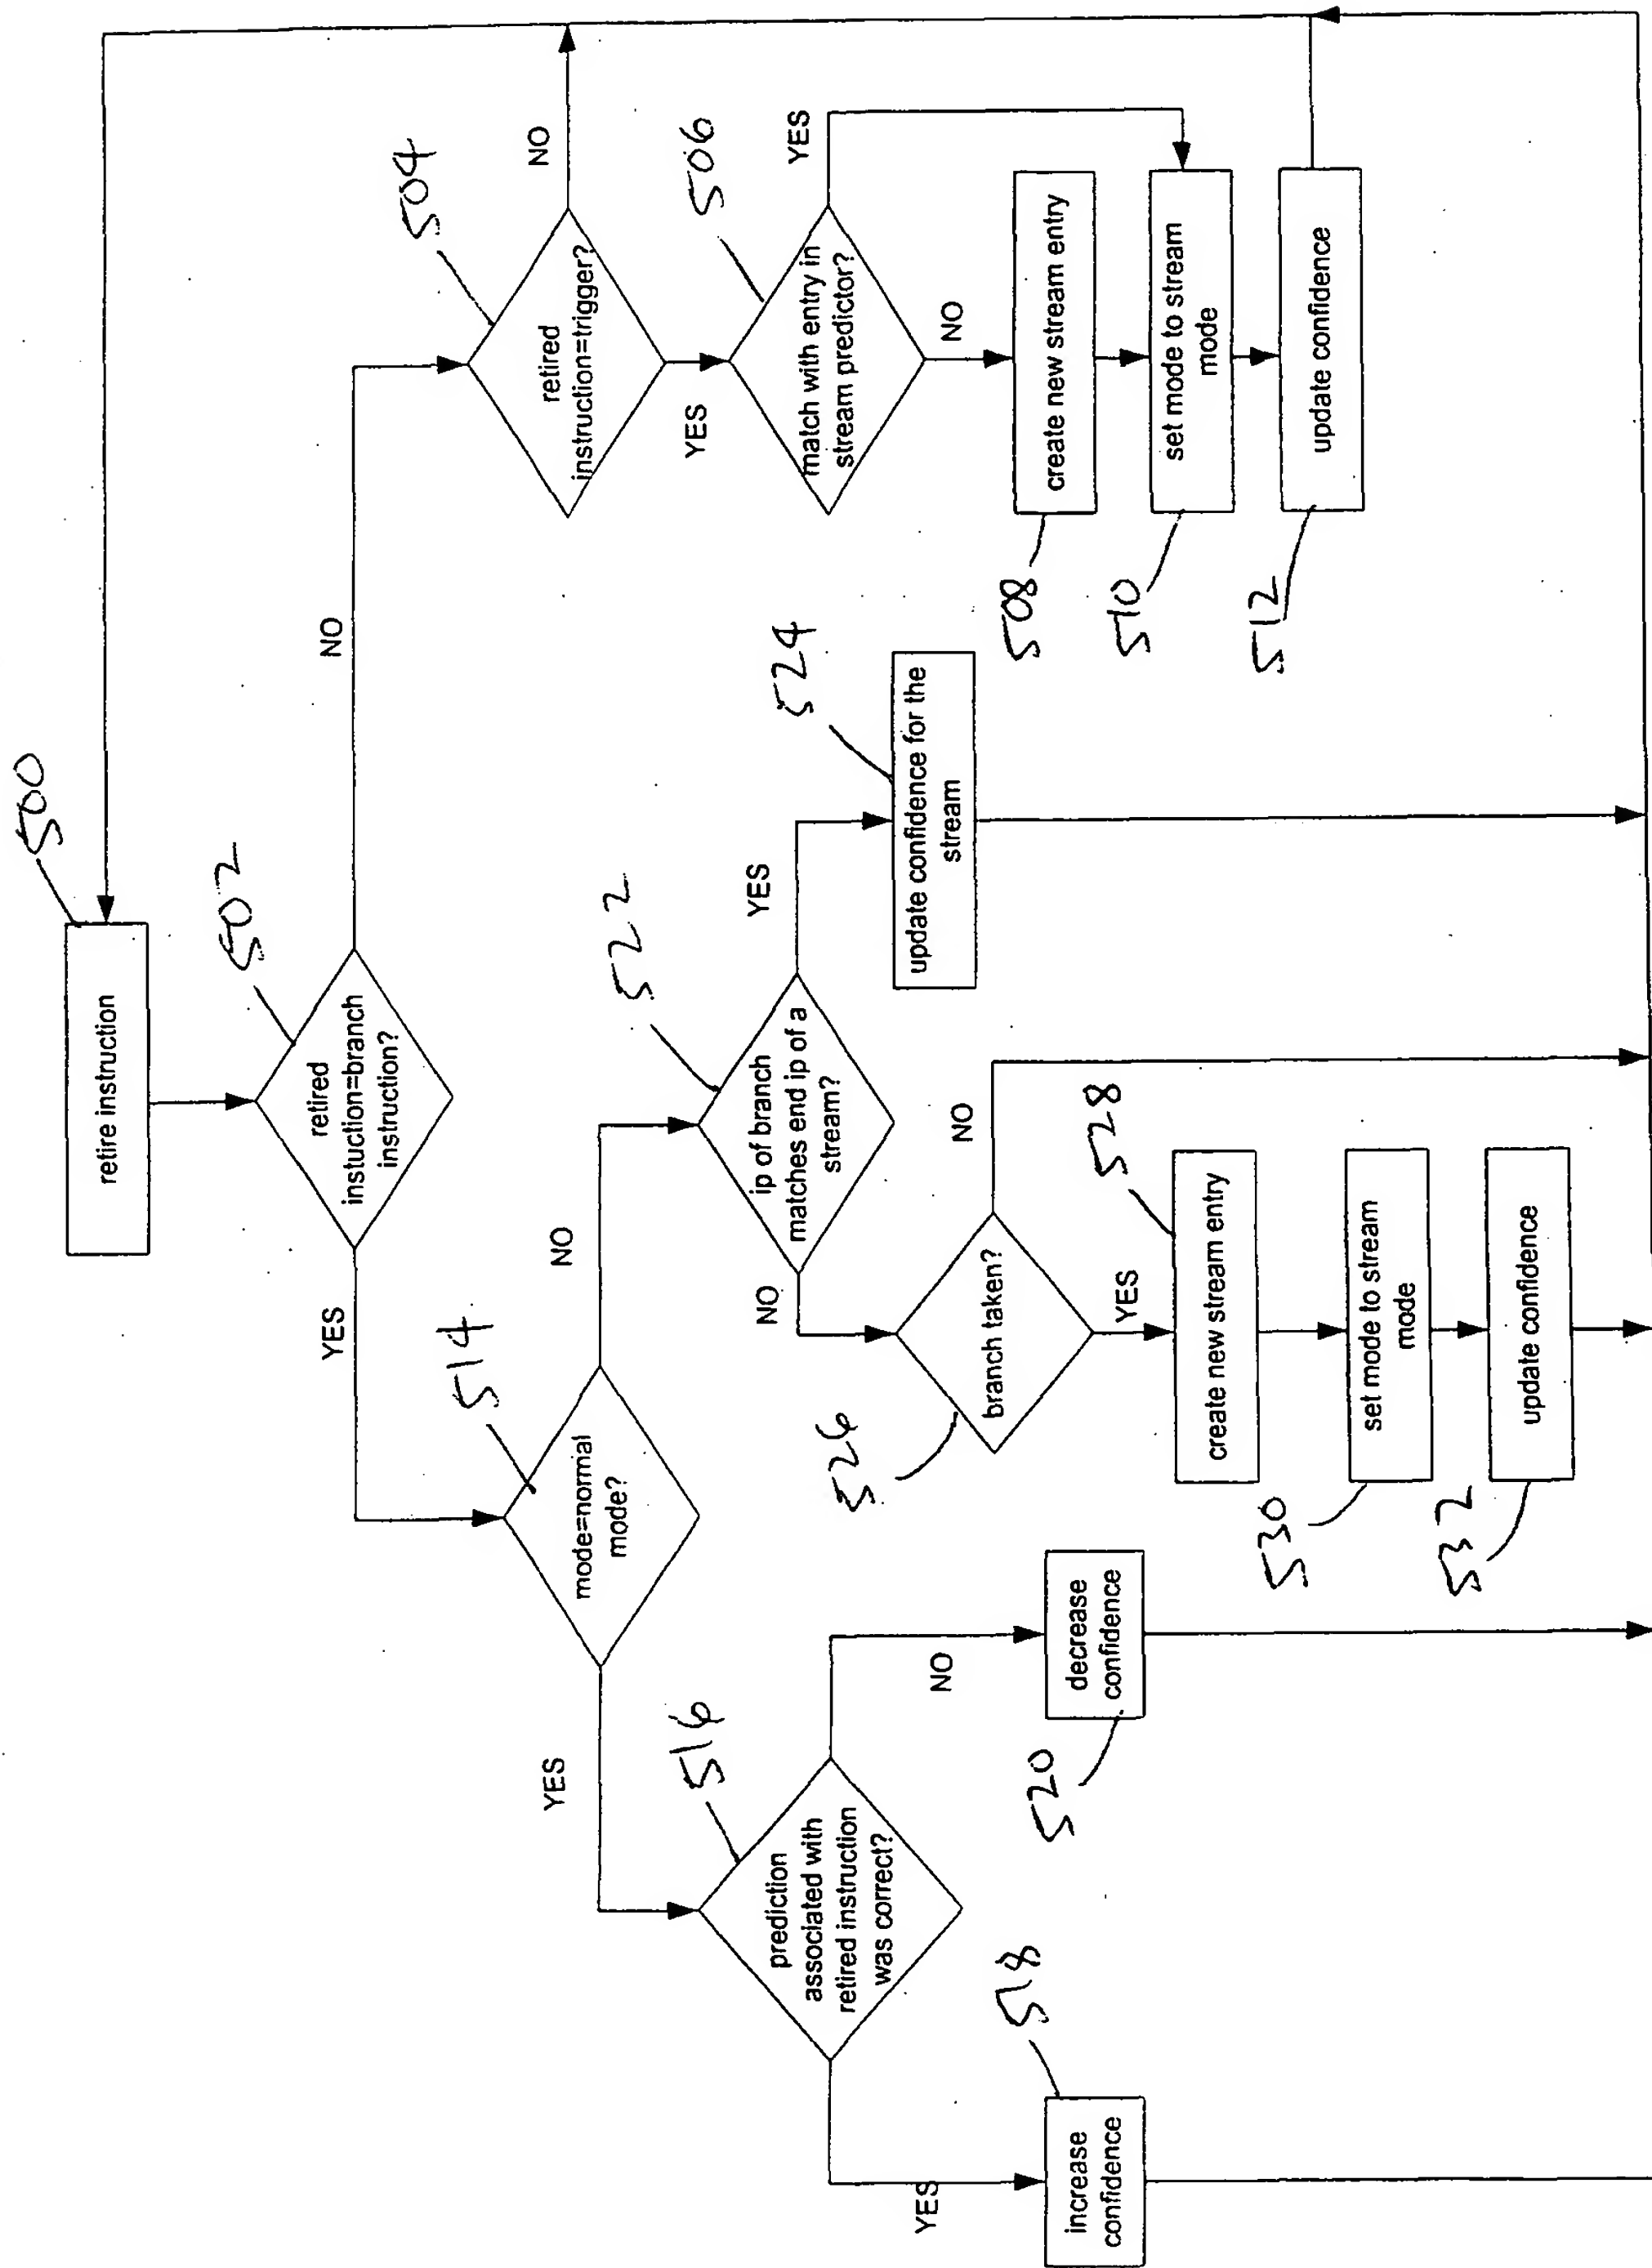 500
retire instruction
502
retired
instuction=branch
instruction?
YES
NO
514
mode=normal
mode?
504
retired
instruction=trigger?
NO
YES
YES
NO
516
prediction
associated with
retired instruction
was correct?
522
ip of branch
matches end ip of a
stream?
506
match with entry in
stream predictor?
YES
NO
YES
NO
NO
YES
518
increase
confidence
520
decrease
confidence
526
branch taken?
NO
YES
524
update confidence for the
stream
508
create new stream entry
510
set mode to stream
mode
512
update confidence
528
create new stream entry
530
set mode to stream
mode
532
update confidence